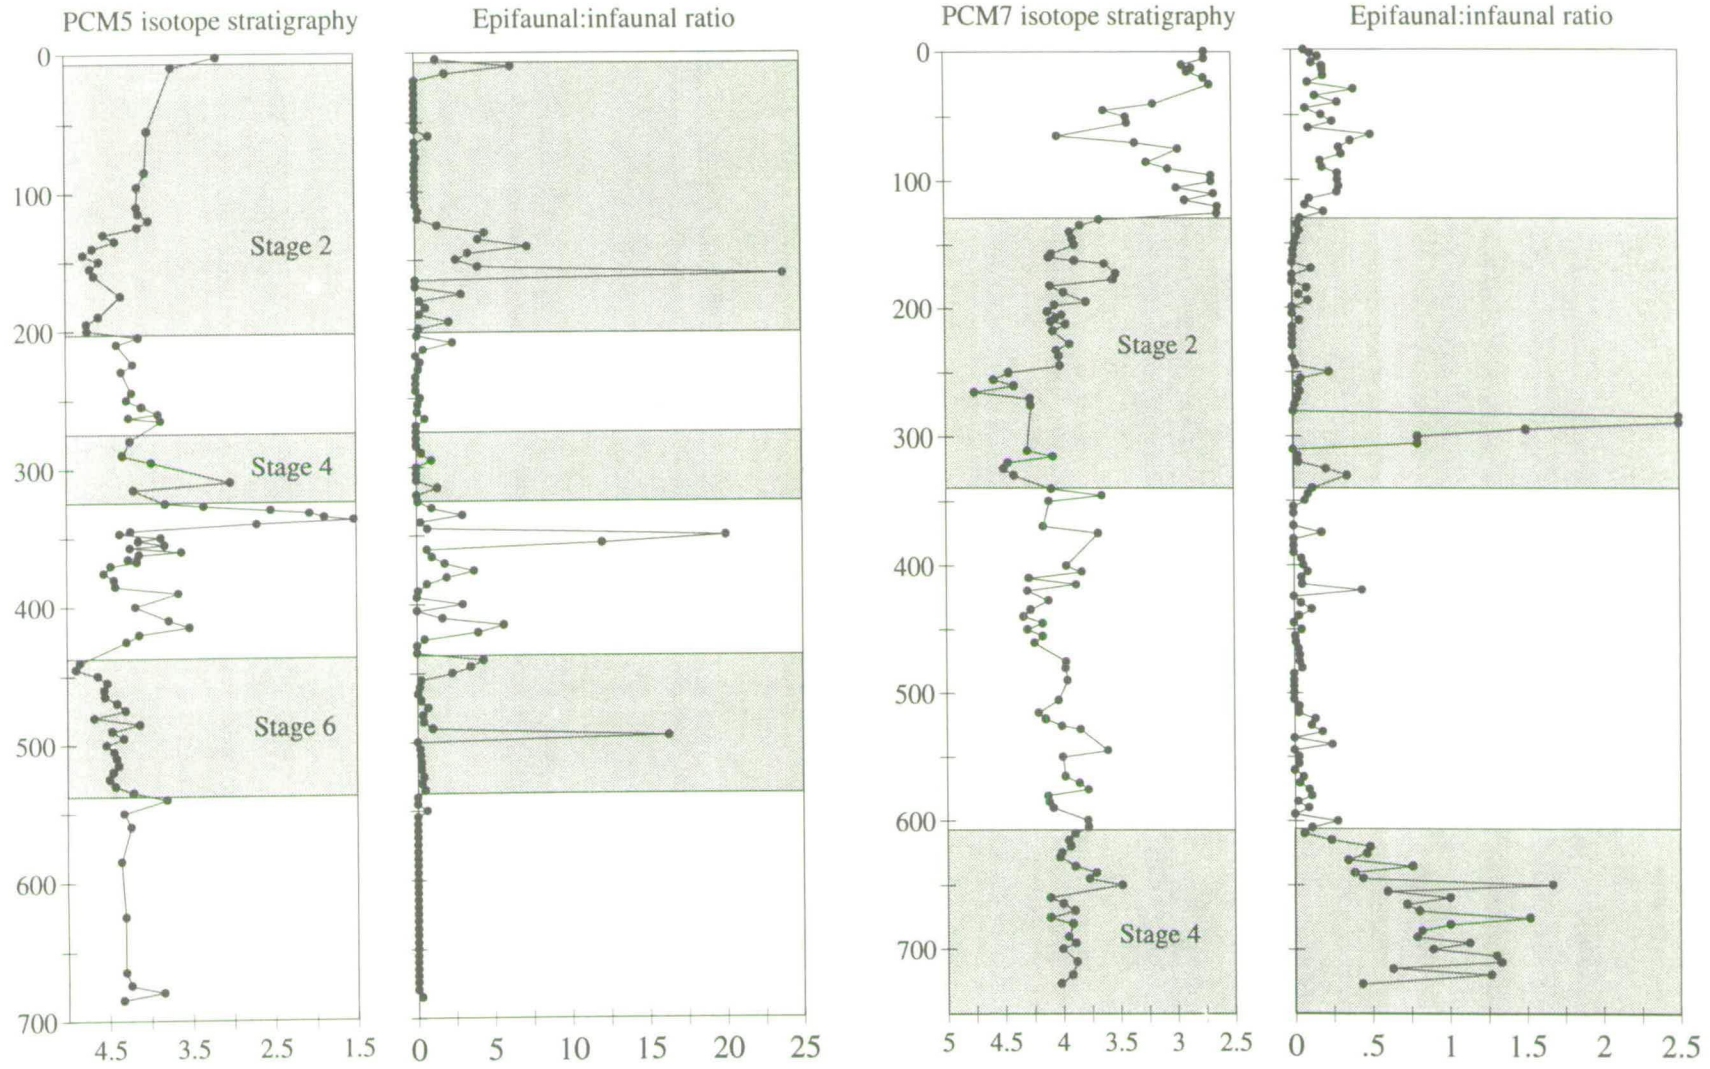 PCM5 isotope stratigraphy
Epifaunal:infaunal ratio
PCM7 isotope stratigraphy
Epifaunal:infaunal ratio
0
100
200
300
400
500
600
700
Stage 2
Stage 4
Stage 6
4.5 3.5 2.5 1.5
0 5 10 15 20 25
0
100
200
300
400
500
600
700
Stage 2
Stage 4
5 4.5 4 3.5 3 2.5
0 .5 1 1.5 2 2.5